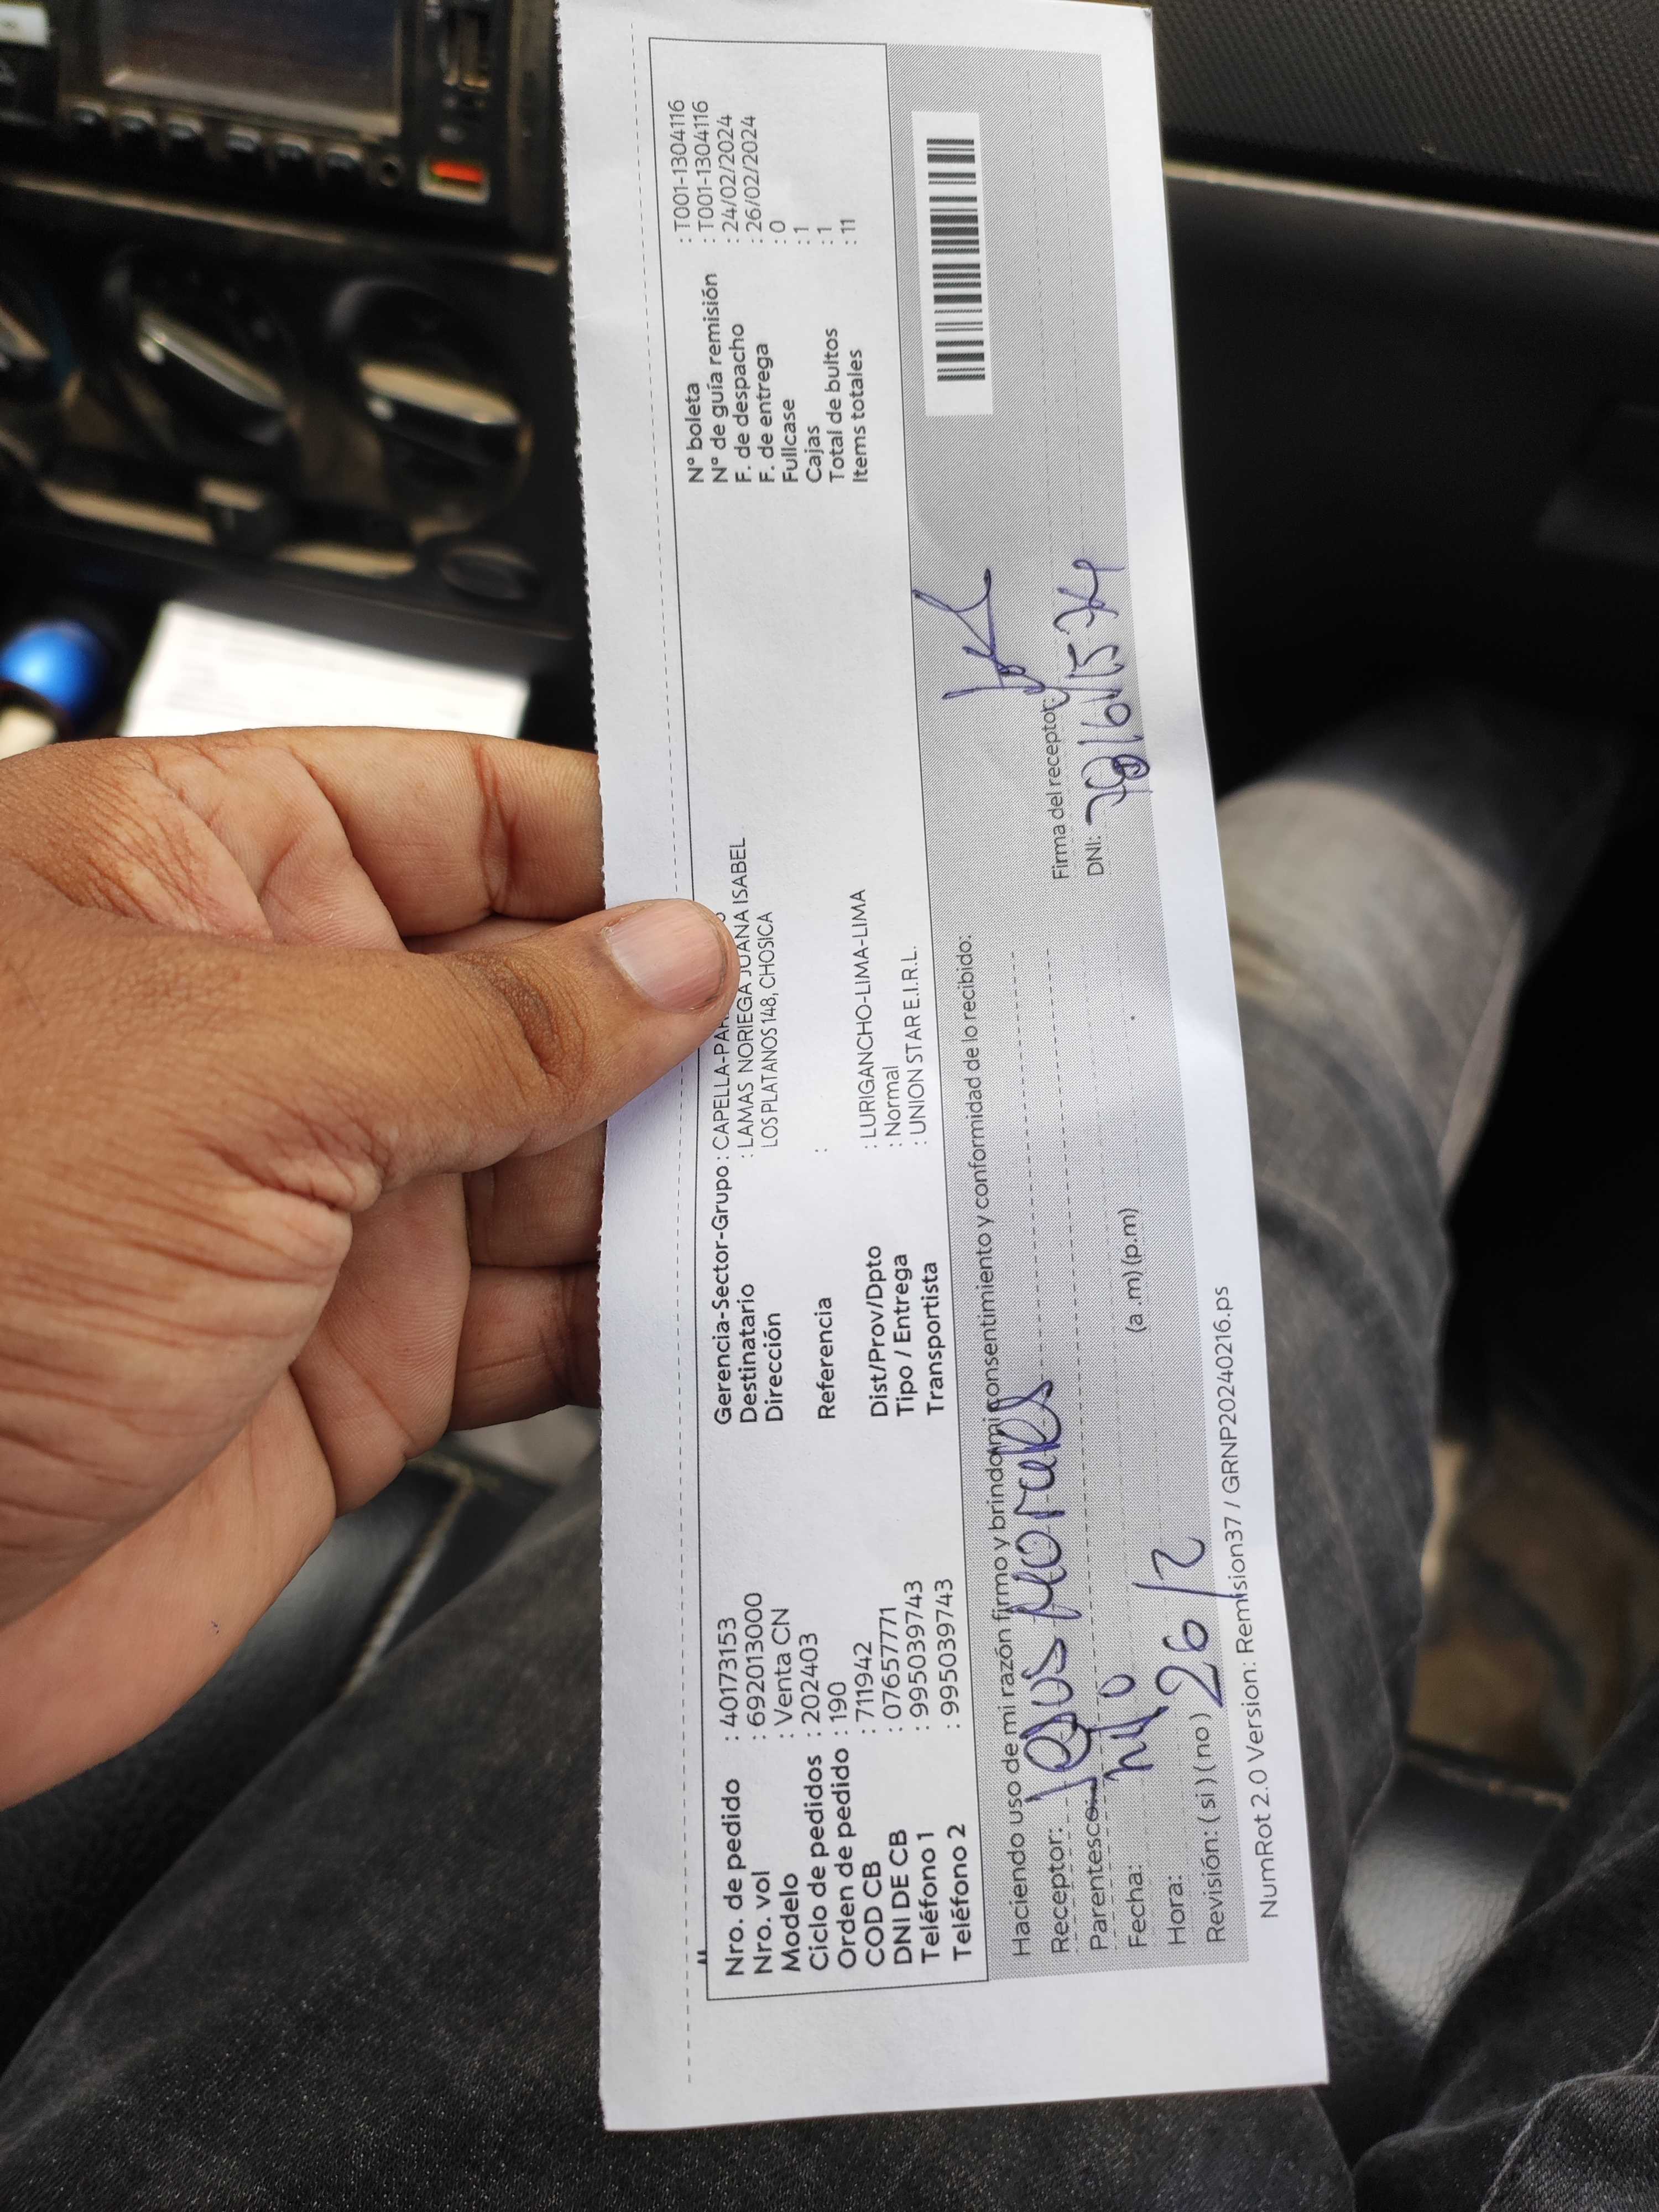 Nro. de pedido : 40173153
Nro. vol : 692013000
Modelo : Venta CN
Ciclo de pedidos : 202403
Orden de pedido : 190
COD CB : 711942
DNI DE CB : 07657771
Teléfono 1 : 995039743
Teléfono 2 : 995039743
Gerencia-Sector-Grupo : CAPELLA-
Destinatario : LAMAS NORIEGA JUANA ISABEL
Dirección LOS PLATANOS 148, CHOSICA
Referencia :
Dist/Prov/Dpto : LURIGANCHO-LIMA-LIMA
Tipo / Entrega : Normal
Transportista : UNION STAR E.I.R.L.
N° boleta : T001-1304116
N° de guía remisión : T001-1304116
F. de despacho : 24/02/2024
F. de entrega : 26/02/2024
Fullcase : 0
Cajas : 1
Total de bultos : 1
Items totales : 11
Haciendo uso de mi razón firmo y brindo mi consentimiento y conformidad de lo recibido:
Receptor: Morales
Parentesco:
Fecha:
Hora: (a .m) (p.m)
Revisión: ( si ) ( no ) 26/2
Firma del receptor:
DNI:
NumRot 2.0 Version: Remision37 / GRNP20240216.ps